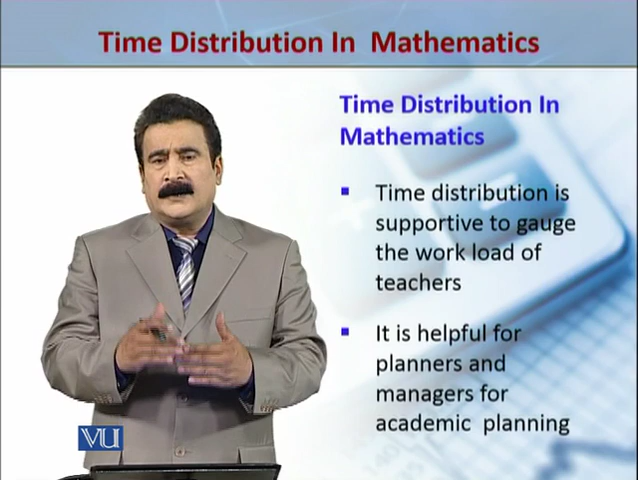 Time Distribution In Mathematics
Time Distribution In
Mathematics
Time distribution is
supportive to gauge
the work load of
teachers
It is helpful for
planners and
managers for
academic planning
VU